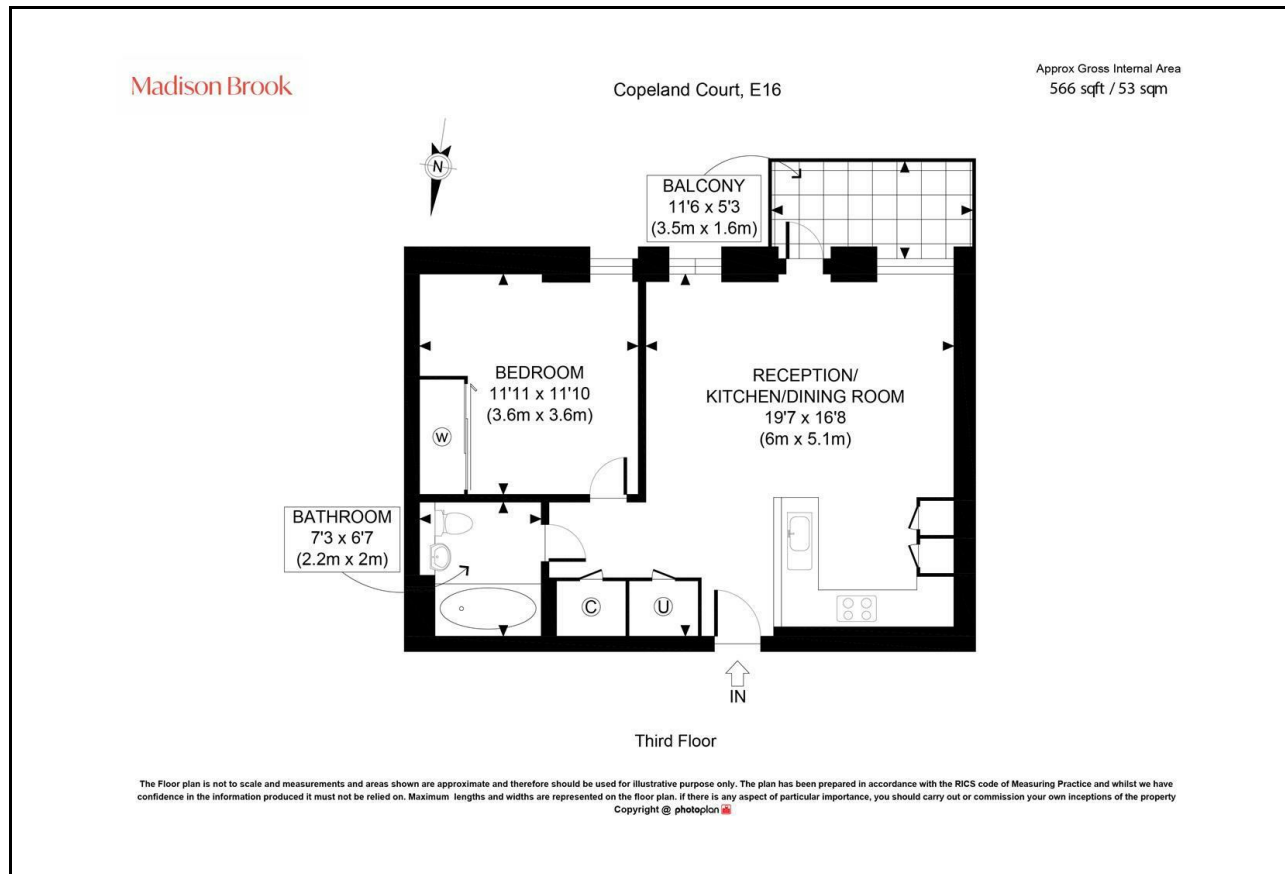 Madison Brook
Copeland Court, E16
Approx Gross Internal Area
566 sqft / 53 sqm
N
BALCONY
11'6 x 5'3
(3.5m x 1.6m)
BEDROOM
11'11 x 11'10
(3.6m x 3.6m)
RECEPTION/
KITCHEN/DINING ROOM
19'7 x 16'8
(6m x 5.1m)
W
BATHROOM
7'3 x 6'7
(2.2m x 2m)
C
U
IN
Third Floor
The Floor plan is not to scale and measurements and areas shown are approximate and therefore should be used for illustrative purpose only. The plan has been prepared in accordance with the RICS code of Measuring Practice and whilst we have
confidence in the information produced it must not be relied on. Maximum lengths and widths are represented on the floor plan. if there is any aspect of particular importance, you should carry out or commission your own inceptions of the property
Copyright @ photoplan